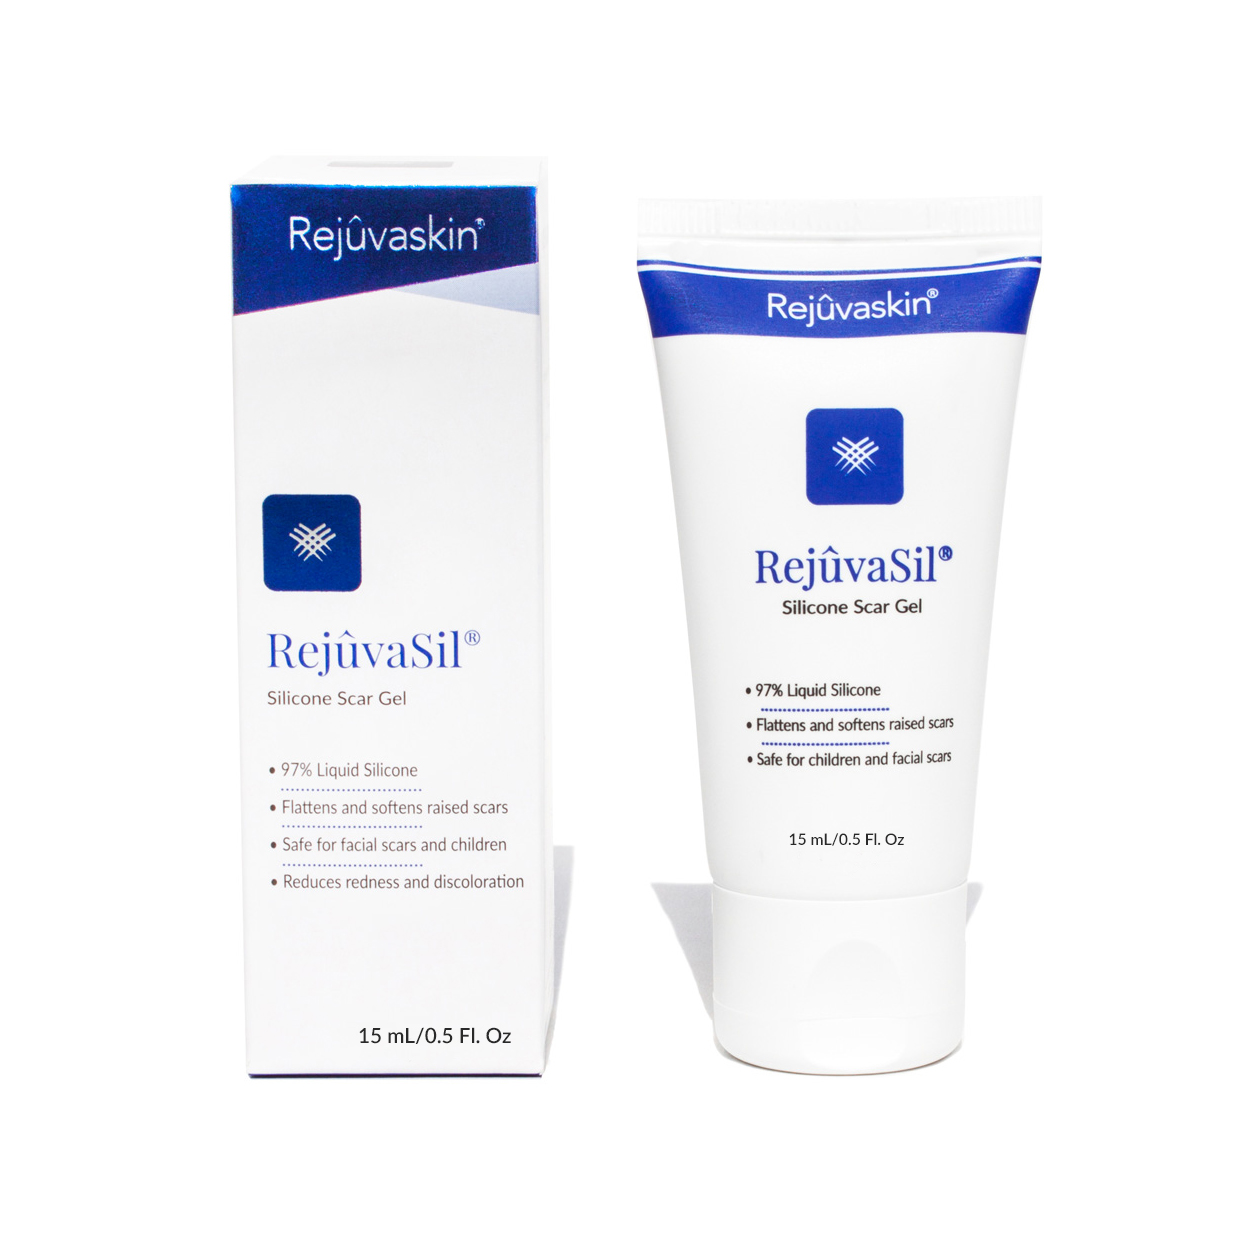 Rejûvaskin®
RejûvaSil®
Silicone Scar Gel
• 97% Liquid Silicone
• Flattens and softens raised scars
• Safe for facial scars and children
• Reduces redness and discoloration
15 mL/0.5 Fl. Oz
Rejûvaskin®
RejûvaSil®
Silicone Scar Gel
• 97% Liquid Silicone
• Flattens and softens raised scars
• Safe for children and facial scars
15 mL/0.5 Fl. Oz